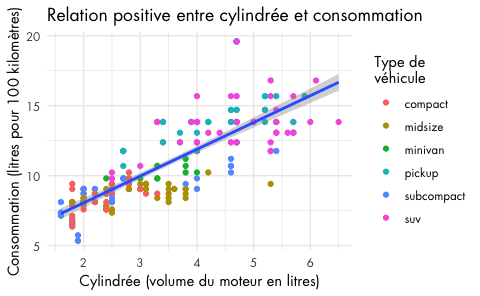 Relation positive entre cylindrée et consommation
Consommation (litres pour 100 kilomètres)
20
15
10
5
2
3
4
5
6
Cylindrée (volume du moteur en litres)
Type de
véhicule
compact
midsize
minivan
pickup
subcompact
suv